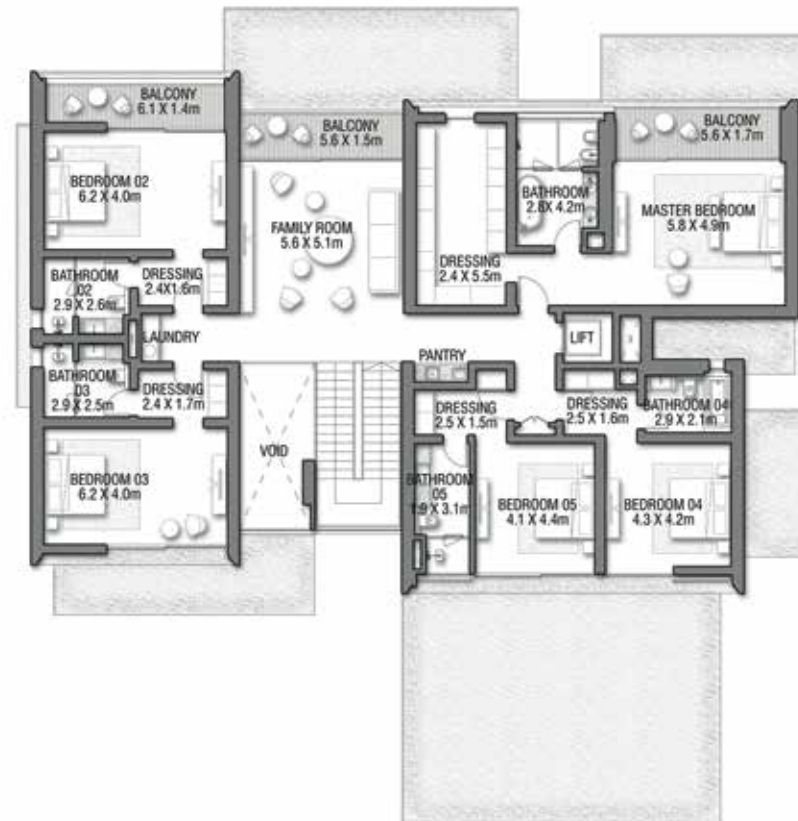 BALCONY
6.1 X 1.4m
BALCONY
5.6 X 1.5m
BALCONY
5.6 X 1.7m
BEDROOM 02
6.2 X 4.0m
BATHROOM
2.8X 4.2m
MASTER BEDROOM
5.8 X 4.9m
FAMILY ROOM
5.6 X 5.1m
DRESSING
2.4 X 5.5m
BATHROOM
02
2.9 X 2.6m
DRESSING
2.4X1.6m
LAUNDRY
LIFT
PANTRY
BATHROOM
03
2.9 X 2.5m
DRESSING
2.4 X 1.7m
DRESSING
2.5 X 1.5m
DRESSING
2.5 X 1.6m
BATHROOM 04
2.9 X 2.1m
VOID
BEDROOM 03
6.2 X 4.0m
BATHROOM
05
1.9 X 3.1m
BEDROOM 05
4.1 X 4.4m
BEDROOM 04
4.3 X 4.2m